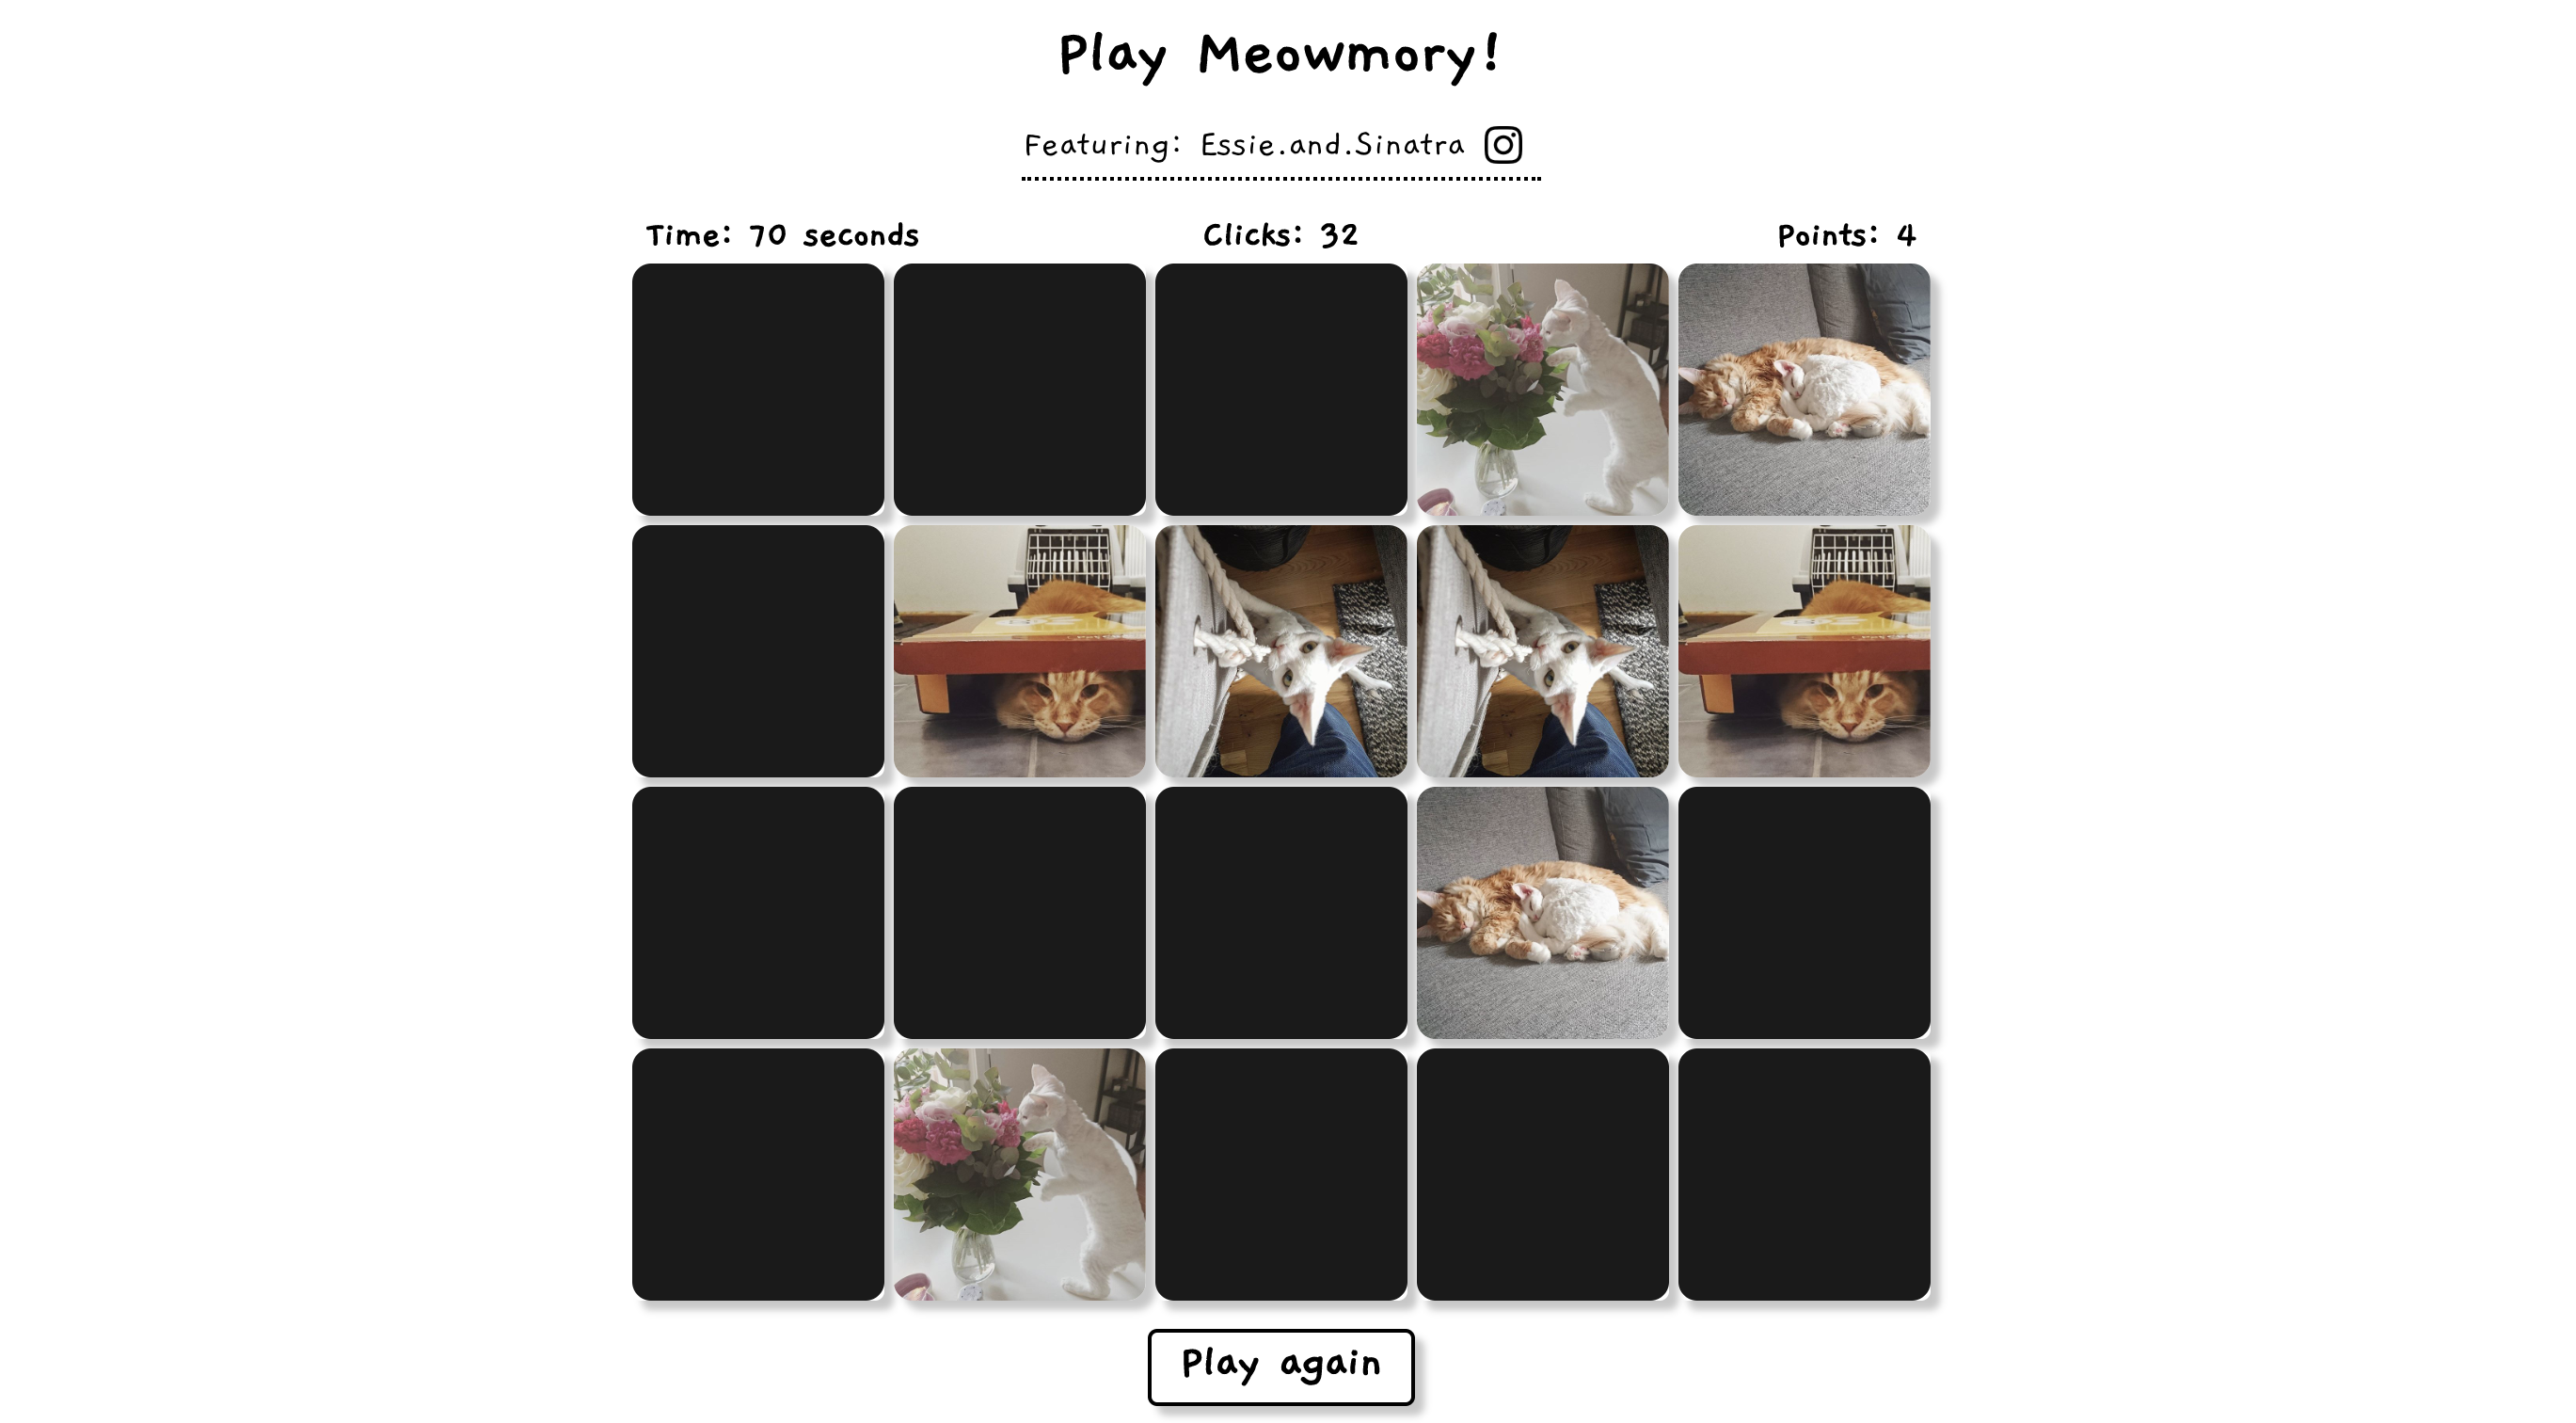 Play Meowmory!
Featuring: Essie.and.Sinatra
Time: 70 seconds Clicks: 32 Points: 4
Play again